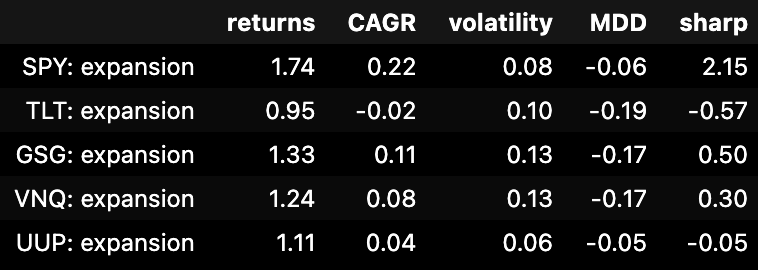 returns CAGR volatility MDD sharp
SPY: expansion 1.74 0.22 0.08 -0.06 2.15
TLT: expansion 0.95 -0.02 0.10 -0.19 -0.57
GSG: expansion 1.33 0.11 0.13 -0.17 0.50
VNQ: expansion 1.24 0.08 0.13 -0.17 0.30
UUP: expansion 1.11 0.04 0.06 -0.05 -0.05